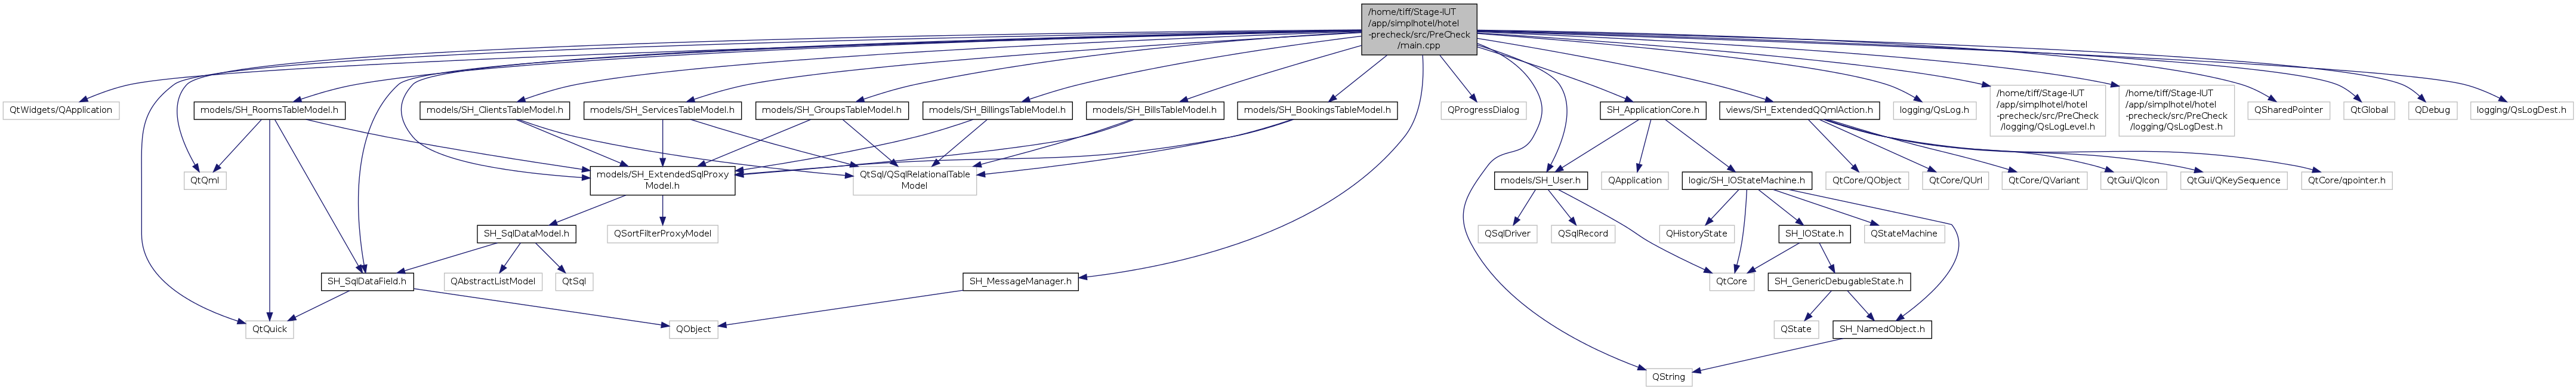 /home/tiff/Stage-IUT
/app/simplhotel/hotel
-precheck/src/PreCheck
/main.cpp
QtWidgets/QApplication
models/SH_RoomsTableModel.h
models/SH_ClientsTableModel.h
models/SH_ServicesTableModel.h
models/SH_GroupsTableModel.h
models/SH_BillingsTableModel.h
models/SH_BillsTableModel.h
models/SH_BookingsTableModel.h
QProgressDialog
SH_ApplicationCore.h
views/SH_ExtendedQQmlAction.h
logging/QsLog.h
/home/tiff/Stage-IUT
/app/simplhotel/hotel
-precheck/src/PreCheck
/logging/QsLogLevel.h
/home/tiff/Stage-IUT
/app/simplhotel/hotel
-precheck/src/PreCheck
/logging/QsLogDest.h
QSharedPointer
QtGlobal
QDebug
logging/QsLogDest.h
QtQml
models/SH_ExtendedSqlProxy
Model.h
QtSql/QSqlRelationalTable
Model
models/SH_User.h
QApplication
logic/SH_IOStateMachine.h
QtCore/QObject
QtCore/QUrl
QtCore/QVariant
QtGui/QIcon
QtGui/QKeySequence
QtCore/qpointer.h
SH_SqlDataModel.h
QSortFilterProxyModel
QSqlDriver
QSqlRecord
QHistoryState
SH_IOState.h
QStateMachine
SH_SqlDataField.h
QAbstractListModel
QtSql
SH_MessageManager.h
QtCore
SH_GenericDebugableState.h
QtQuick
QObject
QState
SH_NamedObject.h
QString